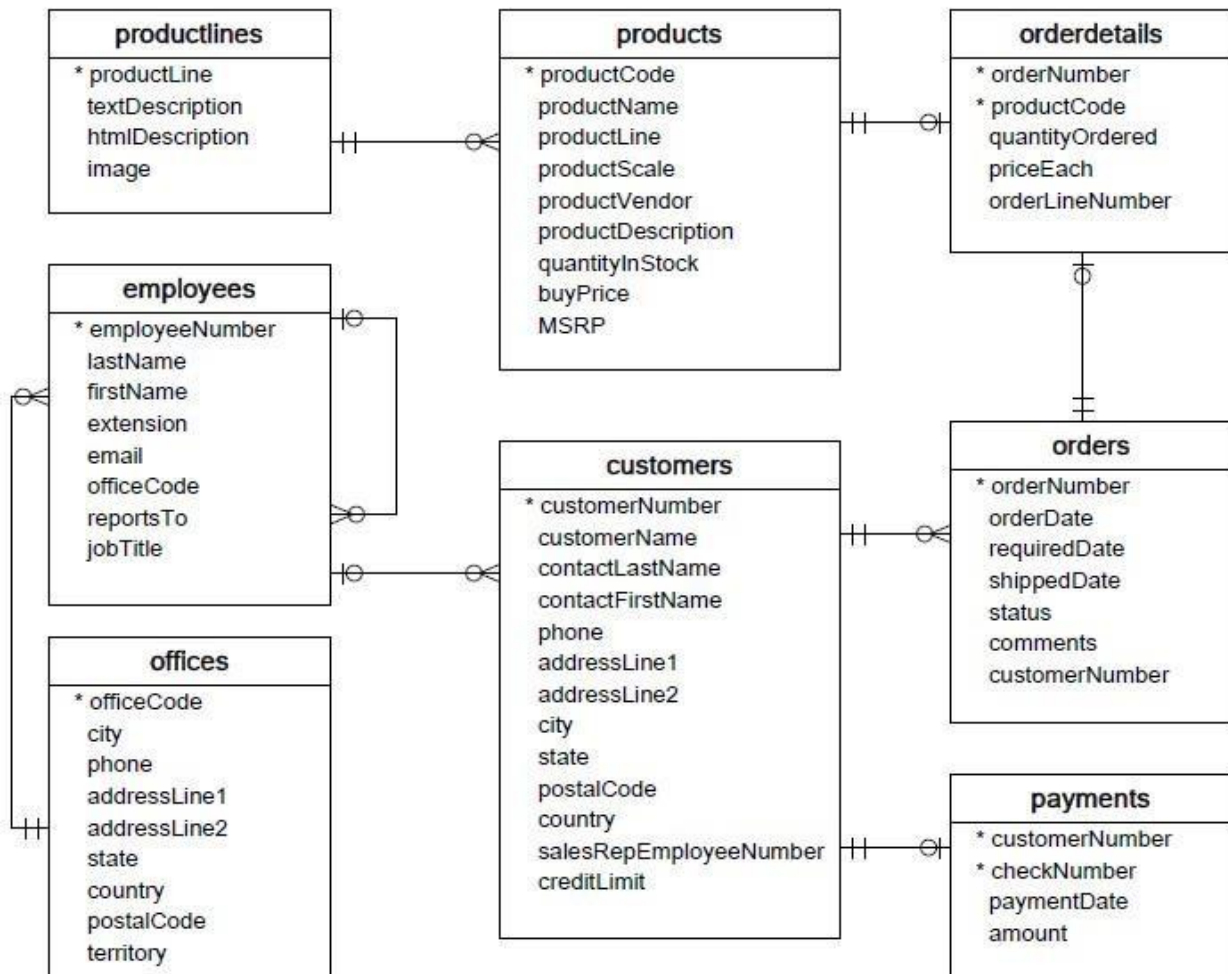 productlines
* productLine
textDescription
htmlDescription
image
products
* productCode
productName
productLine
productScale
productVendor
productDescription
quantityInStock
buyPrice
MSRP
orderdetails
* orderNumber
* productCode
quantityOrdered
priceEach
orderLineNumber
employees
* employeeNumber
lastName
firstName
extension
email
officeCode
reportsTo
jobTitle
customers
* customerNumber
customerName
contactLastName
contactFirstName
phone
addressLine1
addressLine2
city
state
postalCode
country
salesRepEmployeeNumber
creditLimit
orders
* orderNumber
orderDate
requiredDate
shippedDate
status
comments
customerNumber
offices
* officeCode
city
phone
addressLine1
addressLine2
state
country
postalCode
territory
payments
* customerNumber
* checkNumber
paymentDate
amount